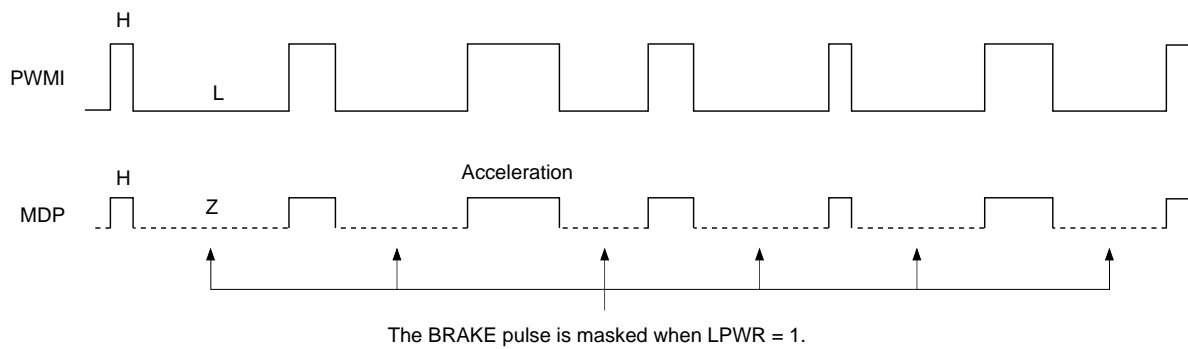 H
PWMI
L
H
Acceleration
MDP
Z
The BRAKE pulse is masked when LPWR = 1.